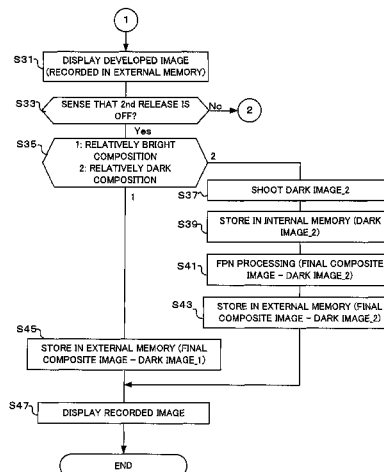 1
S31
DISPLAY DEVELOPED IMAGE
(RECORDED IN EXTERNAL MEMORY)
S33
SENSE THAT 2nd RELEASE IS
OFF?
No
2
Yes
S35
1: RELATIVELY BRIGHT
COMPOSITION
2: RELATIVELY DARK
COMPOSITION
2
1
S37
SHOOT DARK IMAGE_2
S39
STORE IN INTERNAL MEMORY (DARK
IMAGE_2)
S41
FPN PROCESSING (FINAL COMPOSITE
IMAGE - DARK IMAGE_2)
S43
STORE IN EXTERNAL MEMORY (FINAL
COMPOSITE IMAGE - DARK IMAGE_2)
S45
STORE IN EXTERNAL MEMORY (FINAL
COMPOSITE IMAGE - DARK IMAGE_1)
S47
DISPLAY RECORDED IMAGE
END